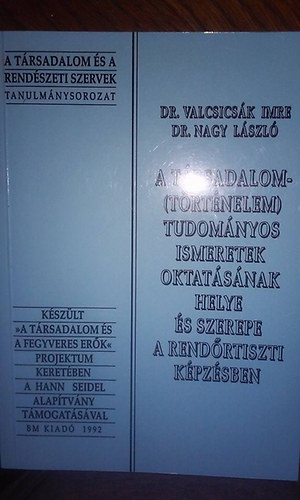 A TÁRSADALOM ÉS A
RENDÉSZETI SZERVEK
TANULMÁNYSOROZAT
DR. VALCSICSÁK IMRE
DR. NAGY LÁSZLÓ
A TÁRSADALOM-
(TÖRTÉNELEM)
TUDOMÁNYOS
ISMERETEK
OKTATÁSÁNAK
HELYE
ÉS SZEREPE
A RENDŐRTISZTI
KÉPZÉSBEN
KÉSZÜLT
»A TÁRSADALOM ÉS
A FEGYVERES ERŐK«
PROJEKTUM
KERETÉBEN
A HANN SEIDEL
ALAPÍTVÁNY
TÁMOGATÁSÁVAL
BM KIADÓ 1992